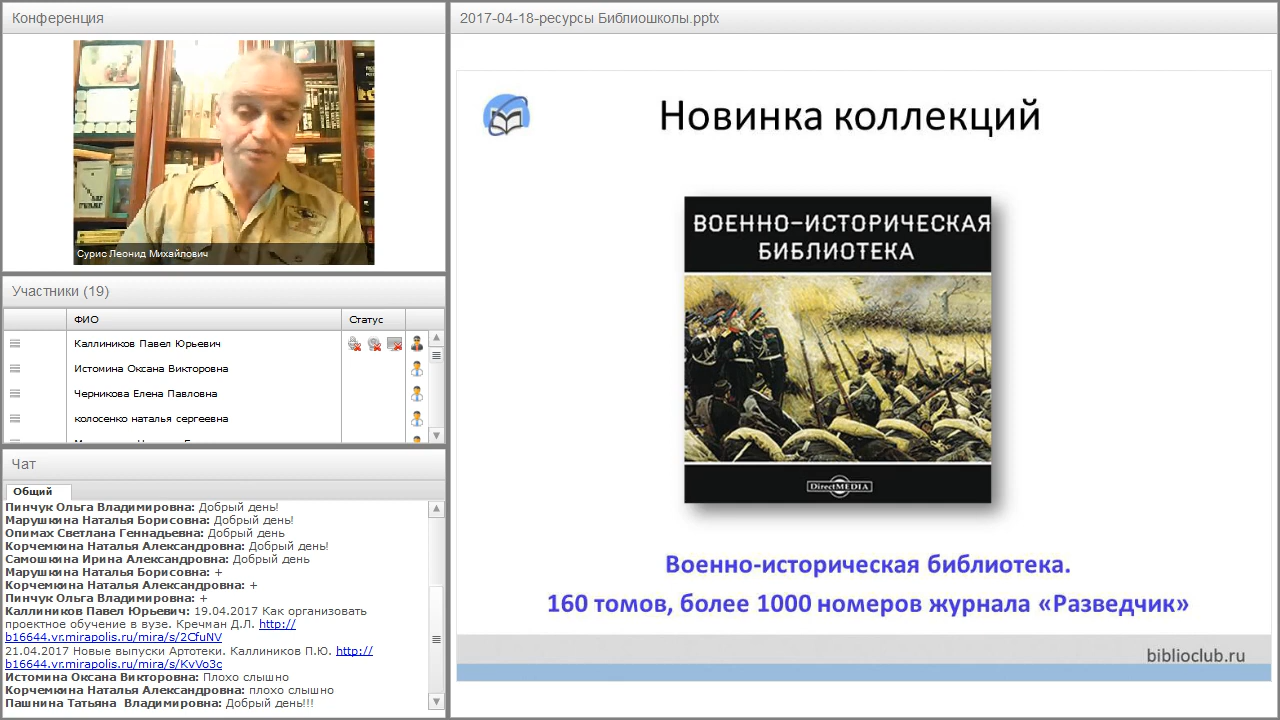 Конференция
Сурис Леонид Михайлович
Участники (19)
ФИО
Статус
Каллиников Павел Юрьевич
Истомина Оксана Викторовна
Черникова Елена Павловна
колосенко наталья сергеевна
Чат
Общий
Пинчук Ольга Владимировна: Добрый день!
Марушкина Наталья Борисовна: Добрый день!
Опимах Светлана Геннадьевна: Добрый день
Корчемкина Наталья Александровна: Добрый день!
Самошкина Ирина Александровна: Добрый день
Марушкина Наталья Борисовна: +
Корчемкина Наталья Александровна: +
Пинчук Ольга Владимировна: +
Каллиников Павел Юрьевич: 19.04.2017 Как организовать
проектное обучение в вузе. Кречман Д.Л. http://
b16644.vr.mirapolis.ru/mira/s/2CfuNV
21.04.2017 Новые выпуски Артотеки. Каллиников П.Ю. http://
b16644.vr.mirapolis.ru/mira/s/KvVo3c
Истомина Оксана Викторовна: Плохо слышно
Корчемкина Наталья Александровна: плохо слышно
Пашнина Татьяна Владимировна: Добрый день!!!
2017-04-18-ресурсы Библиошколы.pptx
Новинка коллекций
ВОЕННО-ИСТОРИЧЕСКАЯ
БИБЛИОТЕКА
DirectMEDIA
Военно-историческая библиотека.
160 томов, более 1000 номеров журнала «Разведчик»
biblioclub.ru